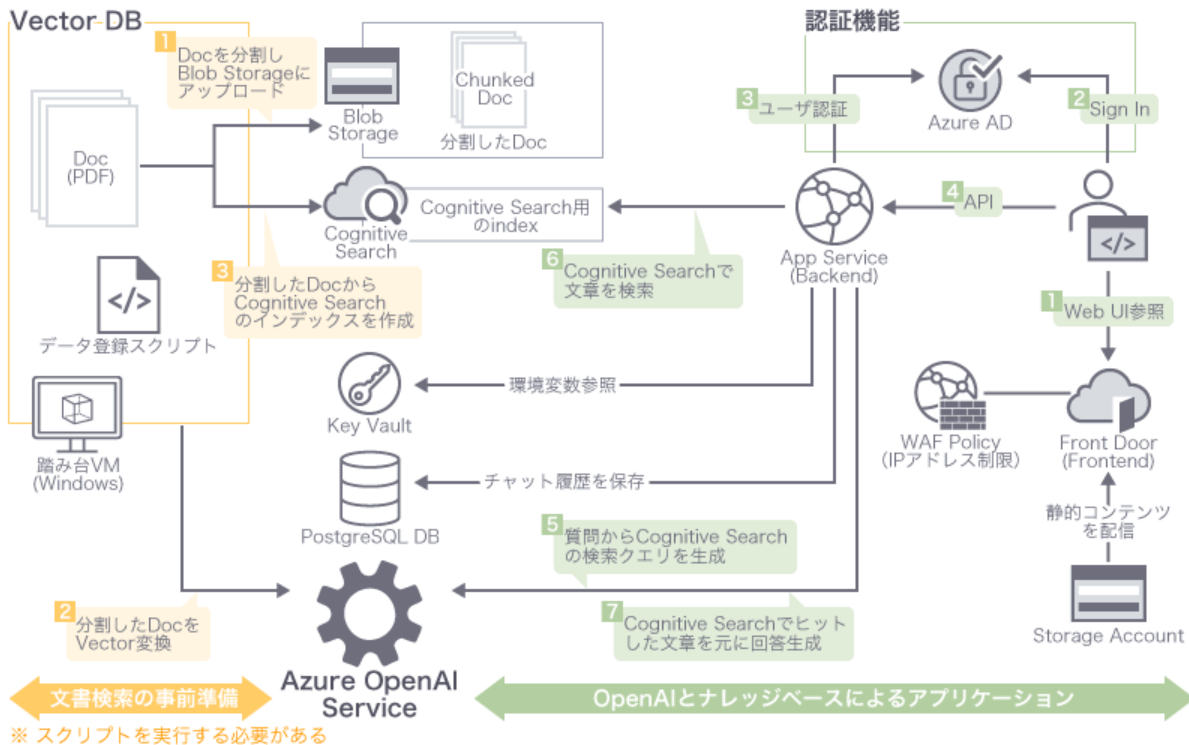 Vector DB
1
Docを分割し
Blob Storageに
アップロード
Doc
(PDF)
Blob
Storage
Chunked
Doc
分割したDoc
Cognitive
Search
Cognitive Search用
のindex
3
分割したDocから
Cognitive Search
のインデックスを作成
データ登録スクリプト
踏み台VM
(Windows)
2
分割したDocを
Vector変換
認証機能
3
ユーザ認証
Azure AD
2
Sign In
4
API
App Service
(Backend)
6
Cognitive Searchで
文章を検索
1
Web UI参照
Key Vault
環境変数参照
WAF Policy
(IPアドレス制限)
Front Door
(Frontend)
PostgreSQL DB
チャット履歴を保存
静的コンテンツ
を配信
5
質問からCognitive Search
の検索クエリを生成
7
Cognitive Searchでヒット
した文章を元に回答生成
Storage Account
Azure OpenAI
Service
文書検索の事前準備
OpenAIとナレッジベースによるアプリケーション
※ スクリプトを実行する必要がある